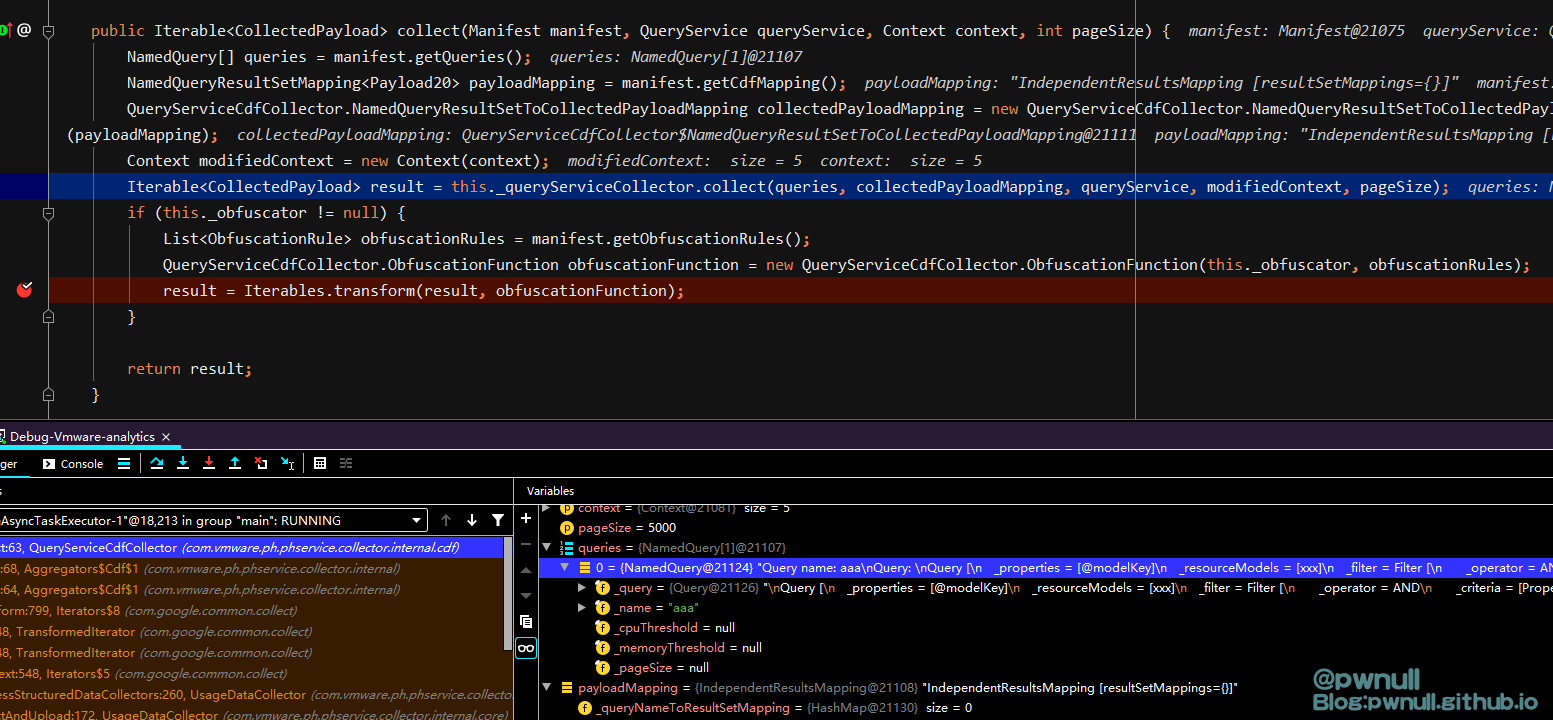 public Iterable<CollectedPayload> collect(Manifest manifest, QueryService queryService, Context context, int pageSize) {  manifest: Manifest@21075  queryService: Q
NamedQuery[] queries = manifest.getQueries();  queries: NamedQuery[1]@21107
NamedQueryResultSetMapping<Payload20> payloadMapping = manifest.getCdfMapping();  payloadMapping: "IndependentResultsMapping [resultSetMappings={}]"  manifest:
QueryServiceCdfCollector.NamedQueryResultSetToCollectedPayloadMapping collectedPayloadMapping = new QueryServiceCdfCollector.NamedQueryResultSetToCollectedPay
(payloadMapping);  collectedPayloadMapping: QueryServiceCdfCollector$NamedQueryResultSetToCollectedPayloadMapping@21111  payloadMapping: "IndependentResultsMapping [
Context modifiedContext = new Context(context);  modifiedContext:  size = 5  context:  size = 5
Iterable<CollectedPayload> result = this._queryServiceCollector.collect(queries, collectedPayloadMapping, queryService, modifiedContext, pageSize);  queries: N
if (this._obfuscator != null) {
List<ObfuscationRule> obfuscationRules = manifest.getObfuscationRules();
QueryServiceCdfCollector.ObfuscationFunction obfuscationFunction = new QueryServiceCdfCollector.ObfuscationFunction(this._obfuscator, obfuscationRules);
result = Iterables.transform(result, obfuscationFunction);
}
return result;
}
Debug-Vmware-analytics ×
ger Console
s
AsyncTaskExecutor-1"@18,213 in group "main": RUNNING
t:63, QueryServiceCdfCollector (com.vmware.ph.phservice.collector.internal.cdf)
:68, Aggregators$Cdf$1 (com.vmware.ph.phservice.collector.internal)
:64, Aggregators$Cdf$1 (com.vmware.ph.phservice.collector.internal)
form:799, Iterators$8 (com.google.common.collect)
48, TransformedIterator (com.google.common.collect)
48, TransformedIterator (com.google.common.collect)
ext:548, Iterators$5 (com.google.common.collect)
essStructuredDataCollectors:260, UsageDataCollector (com.vmware.ph.phservice.collector
ctAndUpload:172, UsageDataCollector (com.vmware.ph.phservice.collector.internal.core)
Variables
context = {Context@21081}  size = 5
pageSize = 5000
queries = {NamedQuery[1]@21107}
0 = {NamedQuery@21124} "Query name: aaa\nQuery: \nQuery [\n   _properties = [@modelKey]\n   _resourceModels = [xxx]\n   _filter = Filter [\n      _operator = AN
_query = {Query@21126} "\nQuery [\n   _properties = [@modelKey]\n   _resourceModels = [xxx]\n   _filter = Filter [\n      _operator = AND\n      _criteria = [Prope
_name = "aaa"
_cpuThreshold = null
_memoryThreshold = null
_pageSize = null
payloadMapping = {IndependentResultsMapping@21108} "IndependentResultsMapping [resultSetMappings={}]"
_queryNameToResultSetMapping = {HashMap@21130}  size = 0
@pwnull
Blog:pwnull.github.io